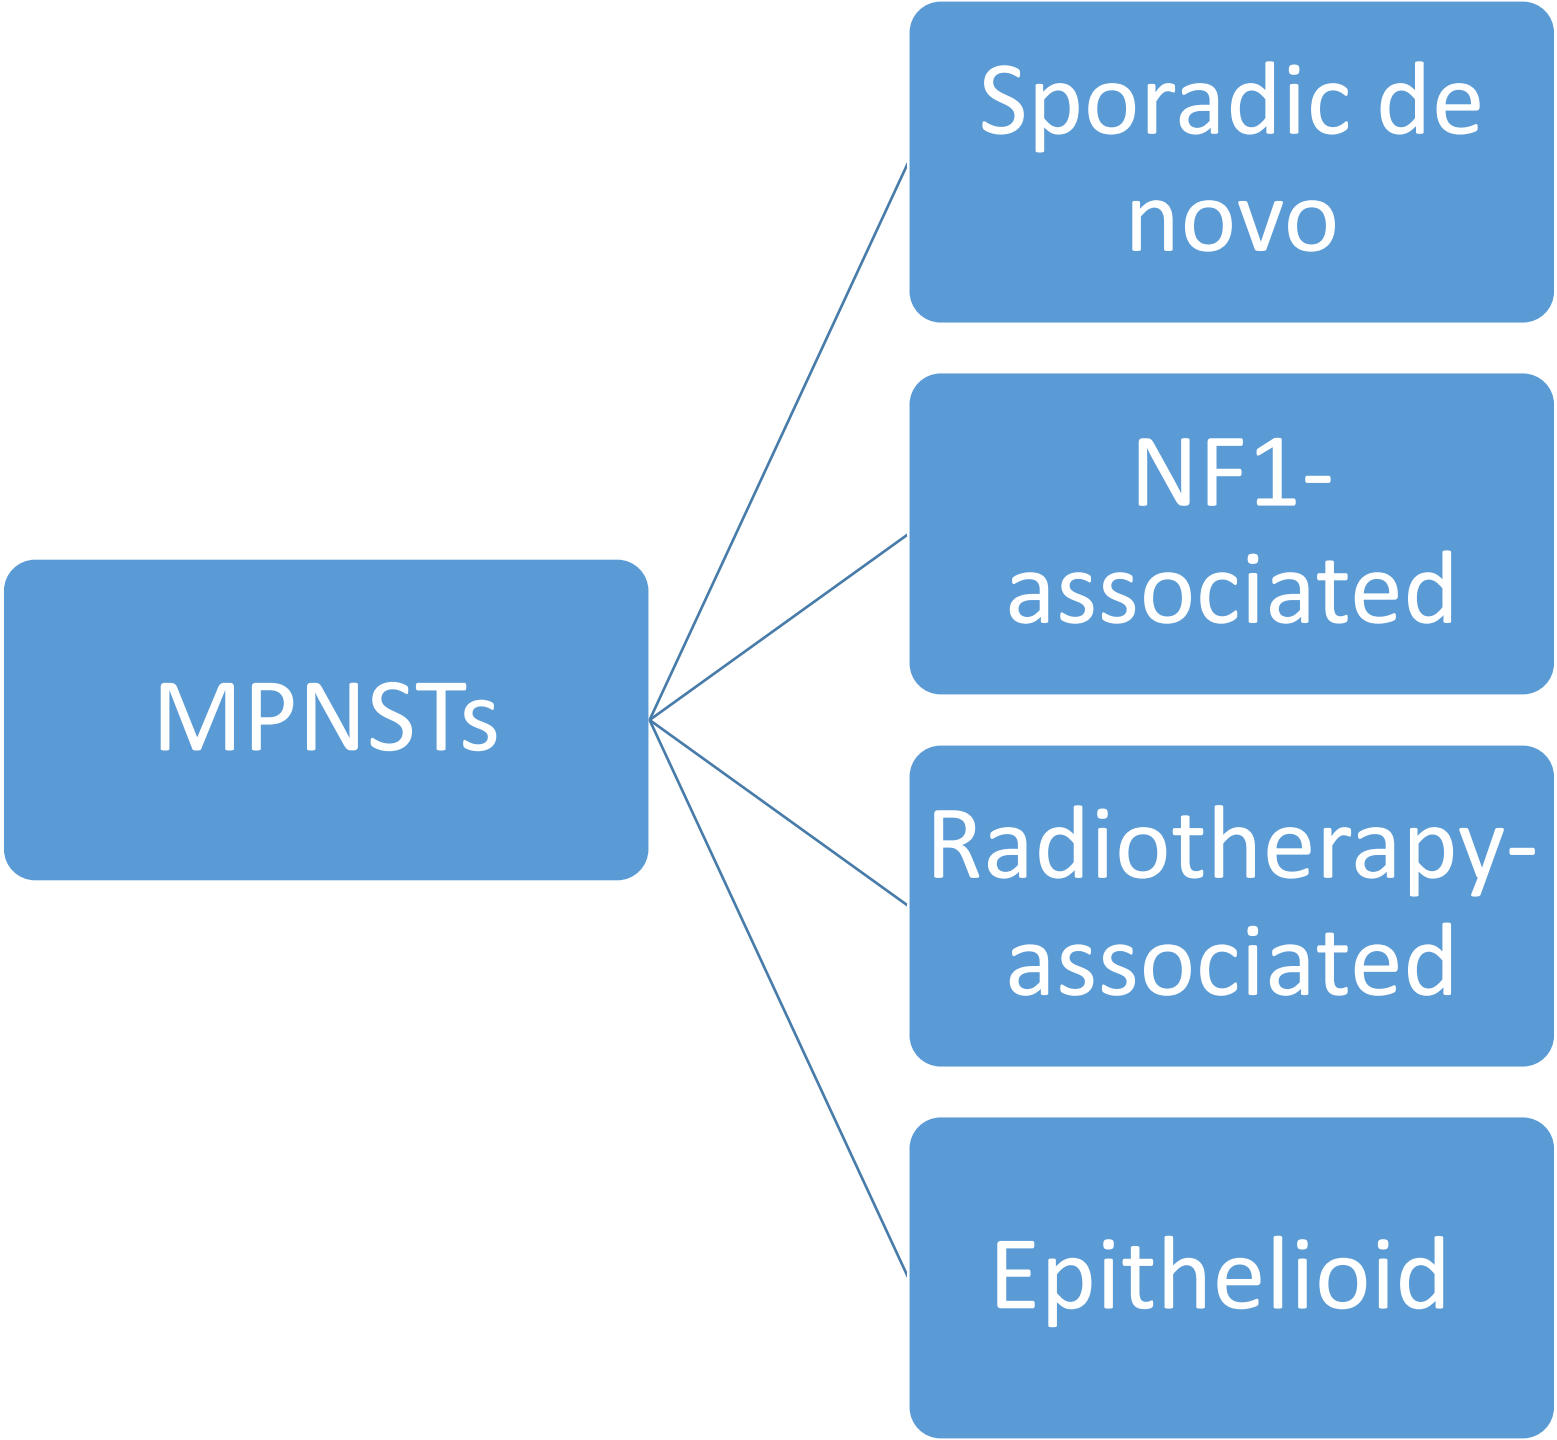 MPNSTs
Sporadic de
novo
NF1-
associated
Radiotherapy-
associated
Epithelioid